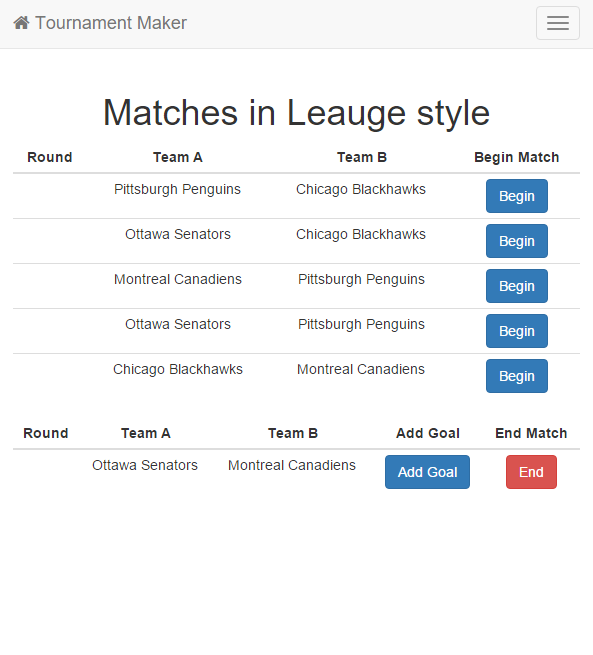 Tournament Maker
Matches in Leauge style
Round Team A Team B Begin Match
Pittsburgh Penguins Chicago Blackhawks Begin
Ottawa Senators Chicago Blackhawks Begin
Montreal Canadiens Pittsburgh Penguins Begin
Ottawa Senators Pittsburgh Penguins Begin
Chicago Blackhawks Montreal Canadiens Begin
Round Team A Team B Add Goal End Match
Ottawa Senators Montreal Canadiens Add Goal End